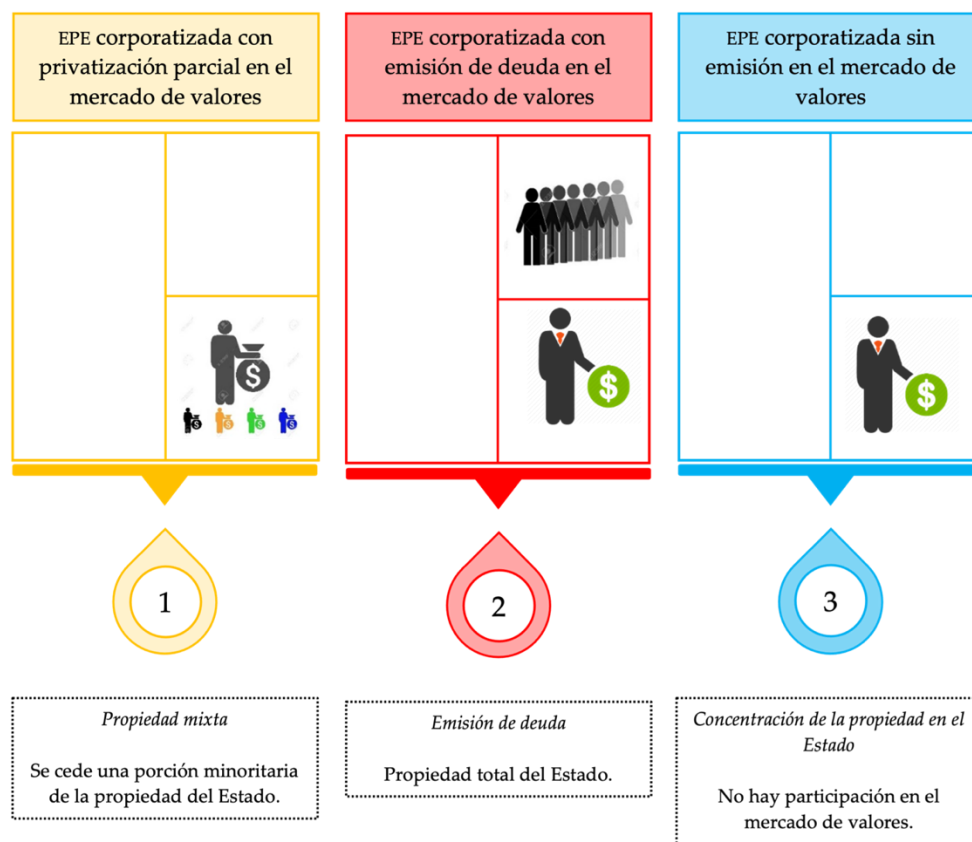 EPE corporatizada con
privatización parcial en el
mercado de valores
EPE corporatizada con
emisión de deuda en el
mercado de valores
EPE corporatizada sin
emisión en el mercado de
valores
$
$
$
1
2
3
Propiedad mixta
Se cede una porción minoritaria
de la propiedad del Estado.
Emisión de deuda
Propiedad total del Estado.
Concentración de la propiedad en el
Estado
No hay participación en el
mercado de valores.